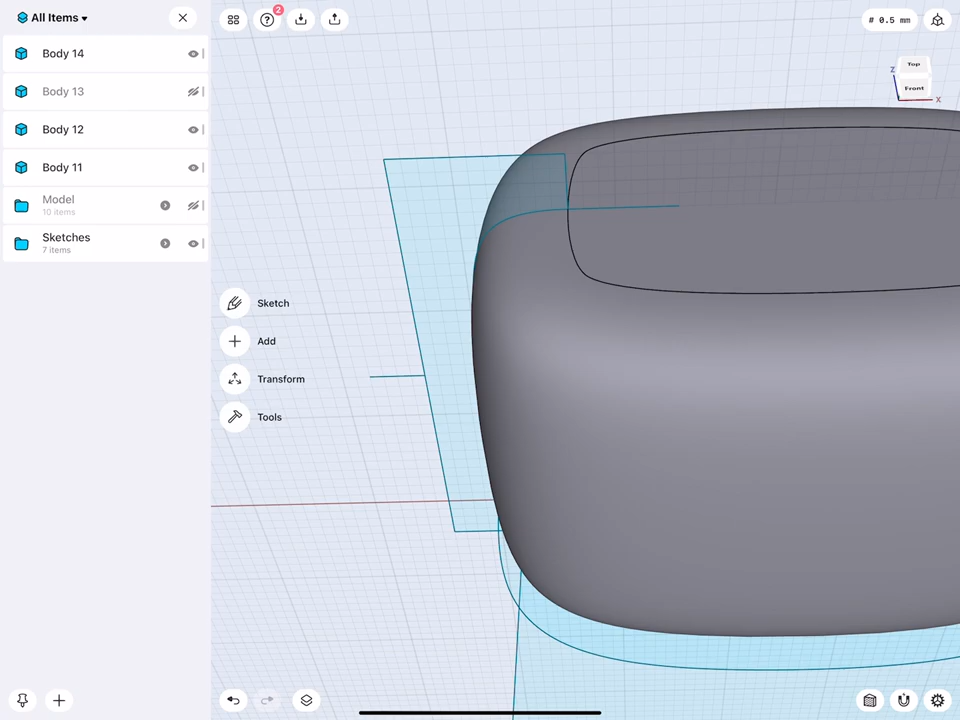 All Items ▾
2
# 0.5 mm
Body 14
Body 13
Body 12
Body 11
Model
10 items
Sketches
7 items
Top
Front
Z
X
Sketch
Add
Transform
Tools